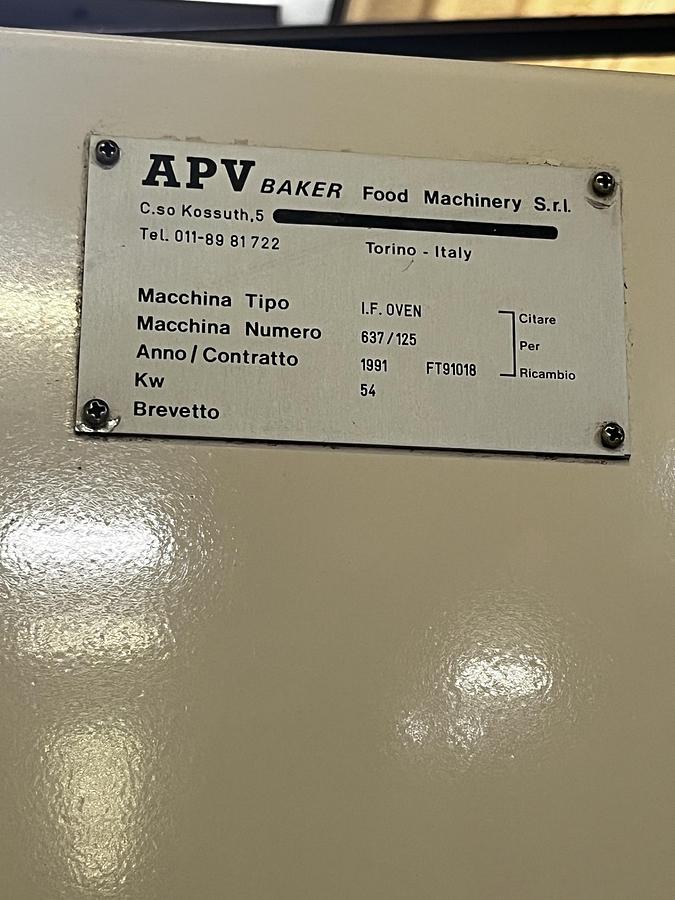 APV BAKER Food Machinery S.r.l.
C.so Kossuth,5
Tel. 011-89 81 722 Torino - Italy
Macchina Tipo I.F. OVEN
Macchina Numero 637/125
Anno/Contratto 1991 FT91018
Kw 54
Brevetto
Citare
Per
Ricambio